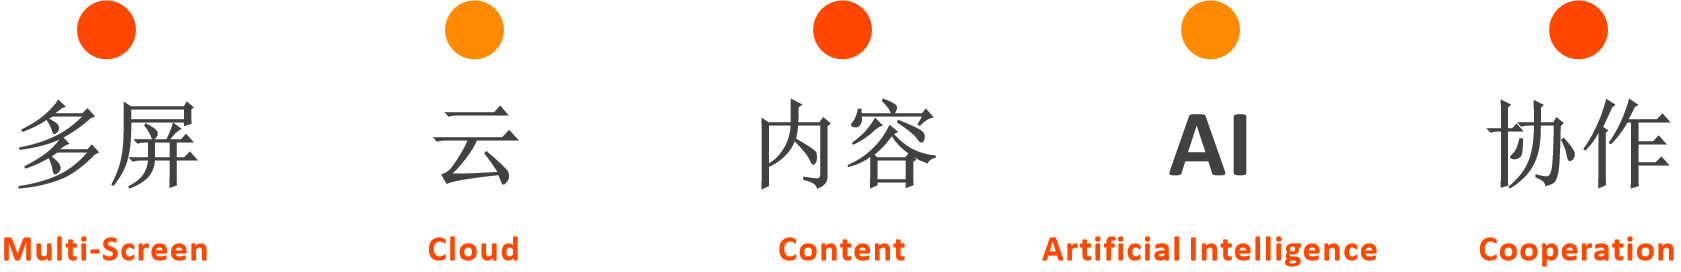 多屏 云 内容 AI 协作
Multi-Screen Cloud Content Artificial Intelligence Cooperation